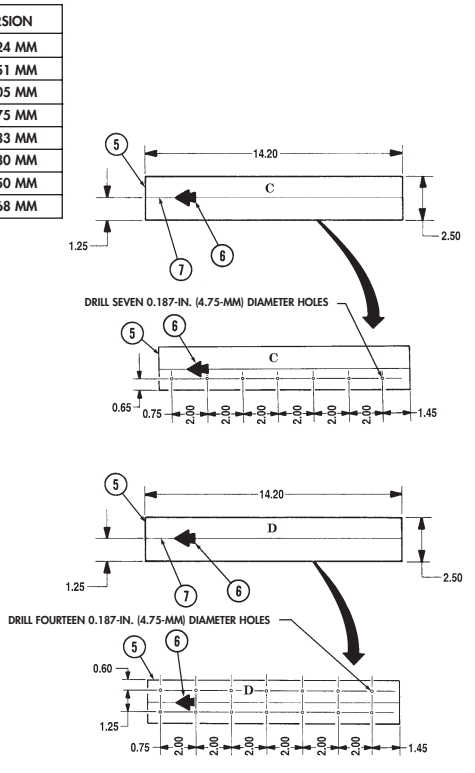 RSION
24 MM
51 MM
05 MM
75 MM
33 MM
30 MM
50 MM
68 MM
5
14.20
C
1.25
7
6
2.50
DRILL SEVEN 0.187-IN. (4.75-MM) DIAMETER HOLES
5
6
C
0.65
0.75
2.00
2.00
2.00
2.00
2.00
2.00
1.45
5
14.20
D
1.25
7
6
2.50
DRILL FOURTEEN 0.187-IN. (4.75-MM) DIAMETER HOLES
5
6
0.60
D
1.25
0.75
2.00
2.00
2.00
2.00
2.00
2.00
1.45